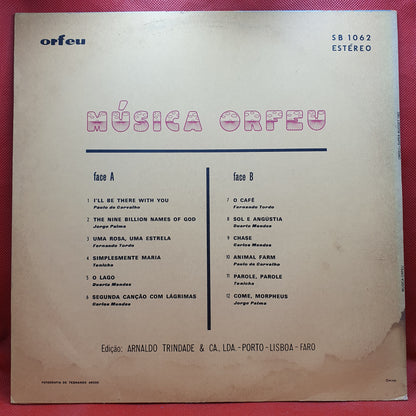 orfeu
SB 1062
ESTÉREO
MÚSICA ORFEU
face A
1 I'LL BE THERE WITH YOU
Paulo de Carvalho
2 THE NINE BILLION NAMES OF GOD
Jorge Palma
3 UMA ROSA, UMA ESTRELA
Fernando Tordo
4 SIMPLESMENTE MARIA
Tonicha
5 O LAGO
Duarte Mendes
6 SEGUNDA CANÇÃO COM LÁGRIMAS
Carlos Mendes
face B
7 O CAFÉ
Fernando Tordo
8 SOL E ANGÚSTIA
Duarte Mendes
9 CHASE
Carlos Mendes
10 ANIMAL FARM
Paulo de Carvalho
11 PAROLE, PAROLE
Tonicha
12 COME, MORPHEUS
Jorge Palma
Edição: ARNALDO TRINDADE & CA., LDA.-PORTO-LISBOA-FARO
FOTOGRAFIA DE FERNANDO AROSO